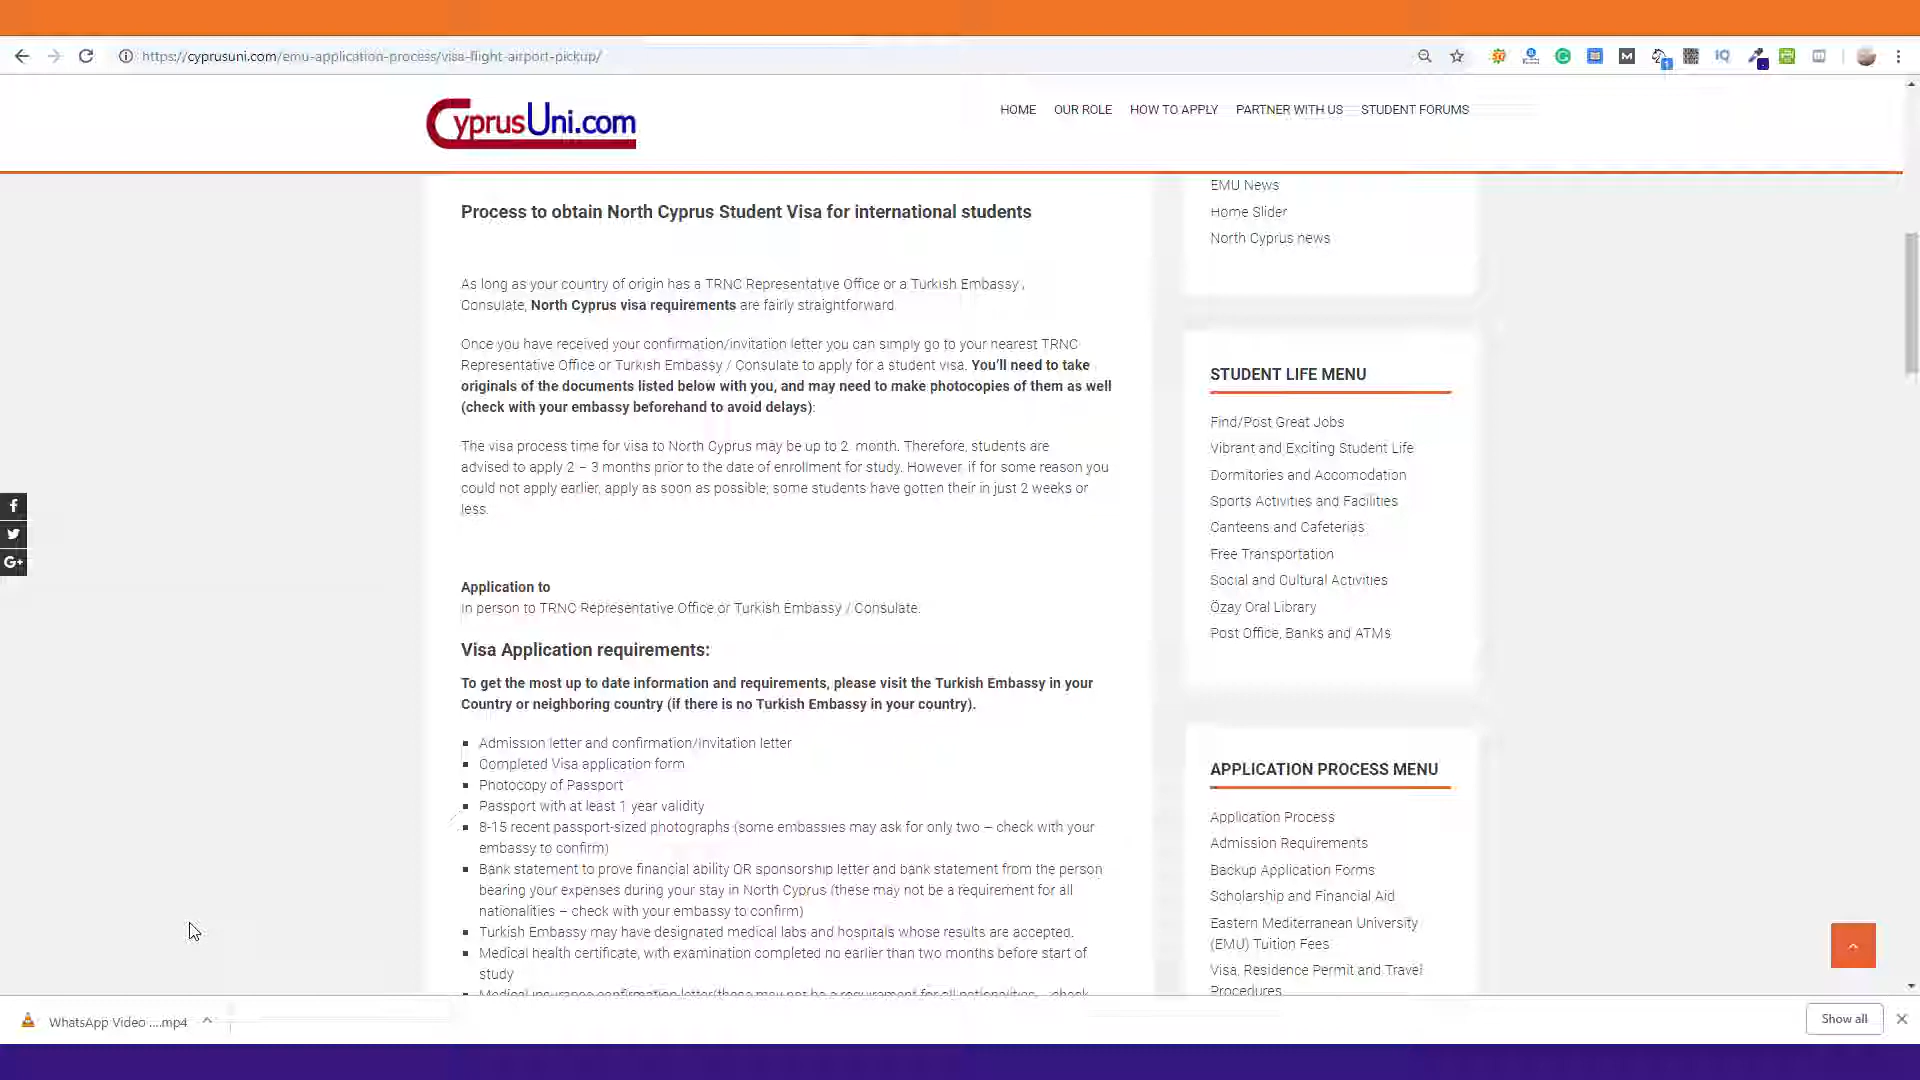 https://cyprusuni.com/emu-application-process/visa-flight-airport-pickup/
CyprusUni.com
HOME OUR ROLE HOW TO APPLY PARTNER WITH US STUDENT FORUMS
Process to obtain North Cyprus Student Visa for international students
As long as your country of origin has a TRNC Representative Office or a Turkish Embassy ,
Consulate, North Cyprus visa requirements are fairly straightforward
Once you have received your confirmation/invitation letter you can simply go to your nearest TRNC
Representative Office or Turkish Embassy / Consulate to apply for a student visa. You'll need to take
originals of the documents listed below with you, and may need to make photocopies of them as well
(check with your embassy beforehand to avoid delays):
The visa process time for visa to North Cyprus may be up to 2 month. Therefore, students are
advised to apply 2 – 3 months prior to the date of enrollment for study. However, if for some reason you
could not apply earlier, apply as soon as possible; some students have gotten their in just 2 weeks or
less.
Application to
In person to TRNC Representative Office or Turkish Embassy / Consulate.
Visa Application requirements:
To get the most up to date information and requirements, please visit the Turkish Embassy in your
Country or neighboring country (if there is no Turkish Embassy in your country).
Admission letter and confirmation/invitation letter
Completed Visa application form
Photocopy of Passport
Passport with at least 1 year validity
8-15 recent passport-sized photographs (some embassies may ask for only two – check with your
embassy to confirm)
Bank statement to prove financial ability OR sponsorship letter and bank statement from the person
bearing your expenses during your stay in North Cyprus (these may not be a requirement for all
nationalities – check with your embassy to confirm)
Turkish Embassy may have designated medical labs and hospitals whose results are accepted.
Medical health certificate, with examination completed no earlier than two months before start of
study
Medical insurance confirmation letter(these may not be a requirement for all nationalities – check
EMU News
Home Slider
North Cyprus news
STUDENT LIFE MENU
Find/Post Great Jobs
Vibrant and Exciting Student Life
Dormitories and Accomodation
Sports Activities and Facilities
Canteens and Cafeterias
Free Transportation
Social and Cultural Activities
Özay Oral Library
Post Office, Banks and ATMs
APPLICATION PROCESS MENU
Application Process
Admission Requirements
Backup Application Forms
Scholarship and Financial Aid
Eastern Mediterranean University
(EMU) Tuition Fees
Visa, Residence Permit and Travel
Procedures
WhatsApp Video ....mp4
Show all